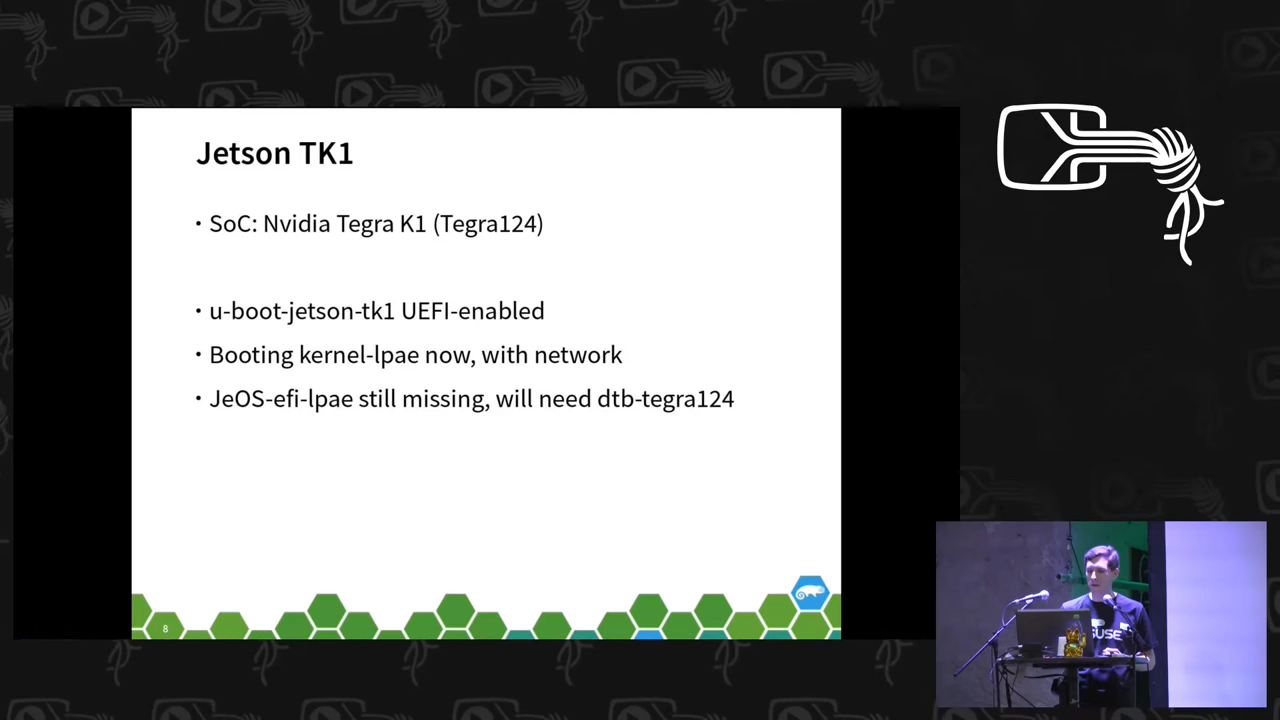 Jetson TK1
• SoC: Nvidia Tegra K1 (Tegra124)
• u-boot-jetson-tk1 UEFI-enabled
• Booting kernel-lpae now, with network
• JeOS-efi-lpae still missing, will need dtb-tegra124
8
SUSE